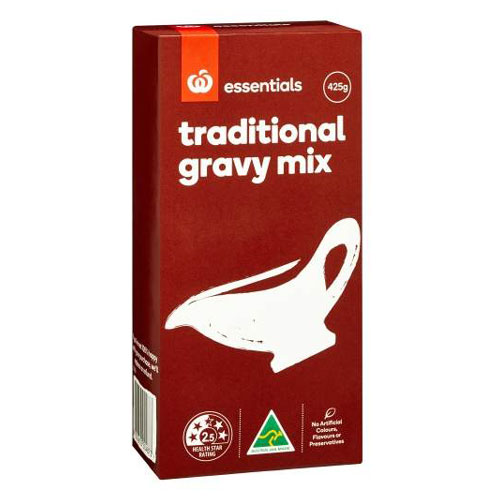 essentials
425g
traditional
gravy mix
2.5
HEALTH STAR
RATING
No Artificial
Colours,
Flavours or
Preservatives